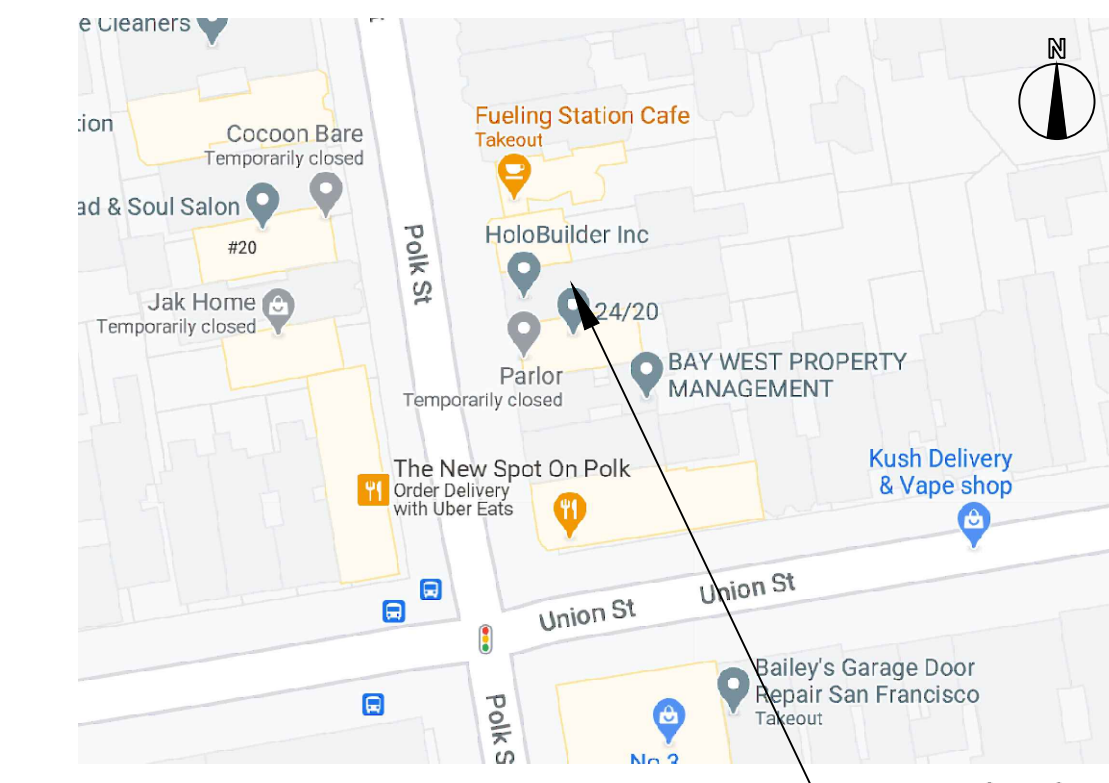 e Cleaners
N
Fueling Station Cafe
Takeout
tion
Cocoon Bare
Temporarily closed
ad & Soul Salon
#20
Polk St
HoloBuilder Inc
Jak Home
Temporarily closed
24/20
Parlor
Temporarily closed
BAY WEST PROPERTY
MANAGEMENT
The New Spot On Polk
Order Delivery
with Uber Eats
Kush Delivery
& Vape shop
Union St
Union St
Bailey's Garage Door
Repair San Francisco
Takeout
Polk S
No 3